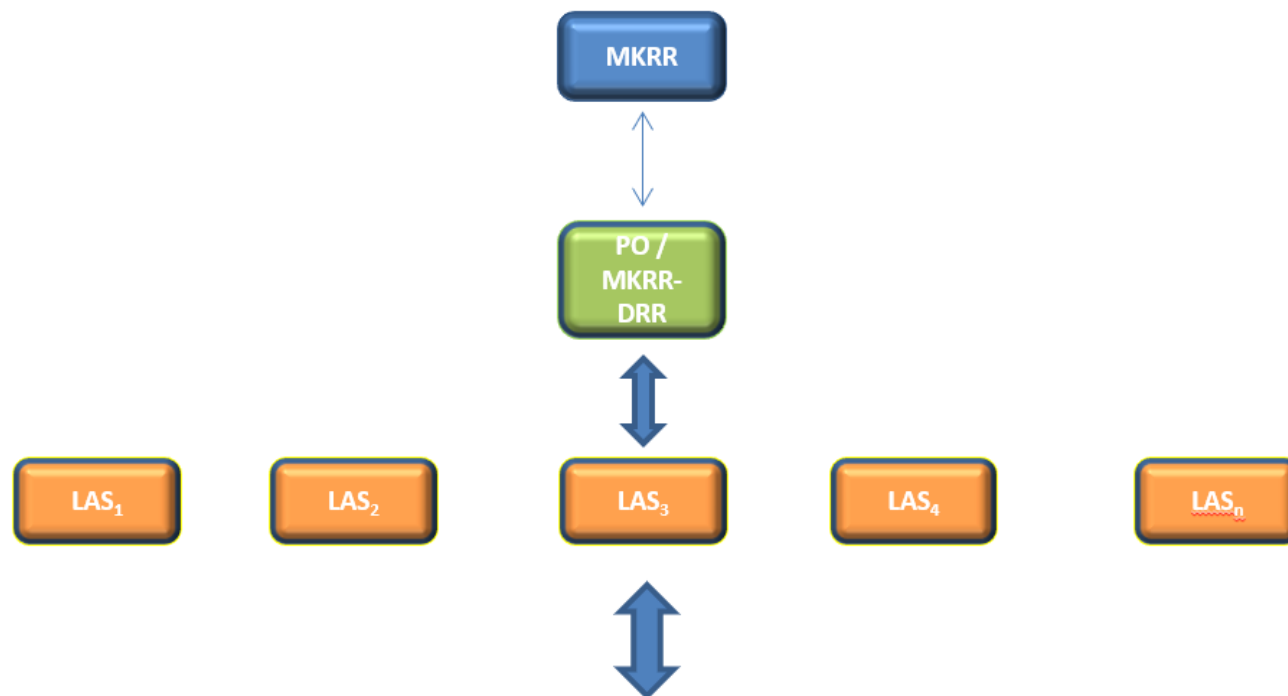 MKRR
PO /
MKRR-
DRR
LAS₁
LAS₂
LAS₃
LAS₄
LASₙ